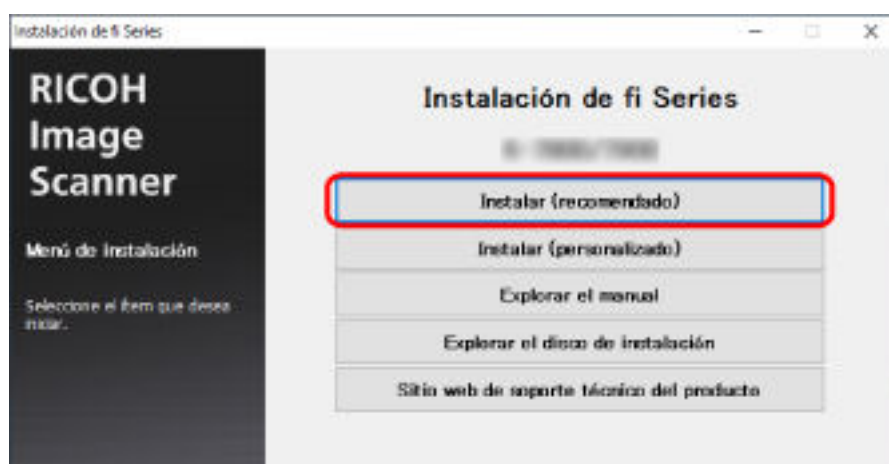 Instalación de fi Series
RICOH
Image
Scanner
Menú de instalación
Seleccione el ítem que desea
iniciar.
Instalación de fi Series
Instalar (recomendado)
Instalar (personalizado)
Explorar el manual
Explorar el disco de instalación
Sitio web de soporte técnico del producto